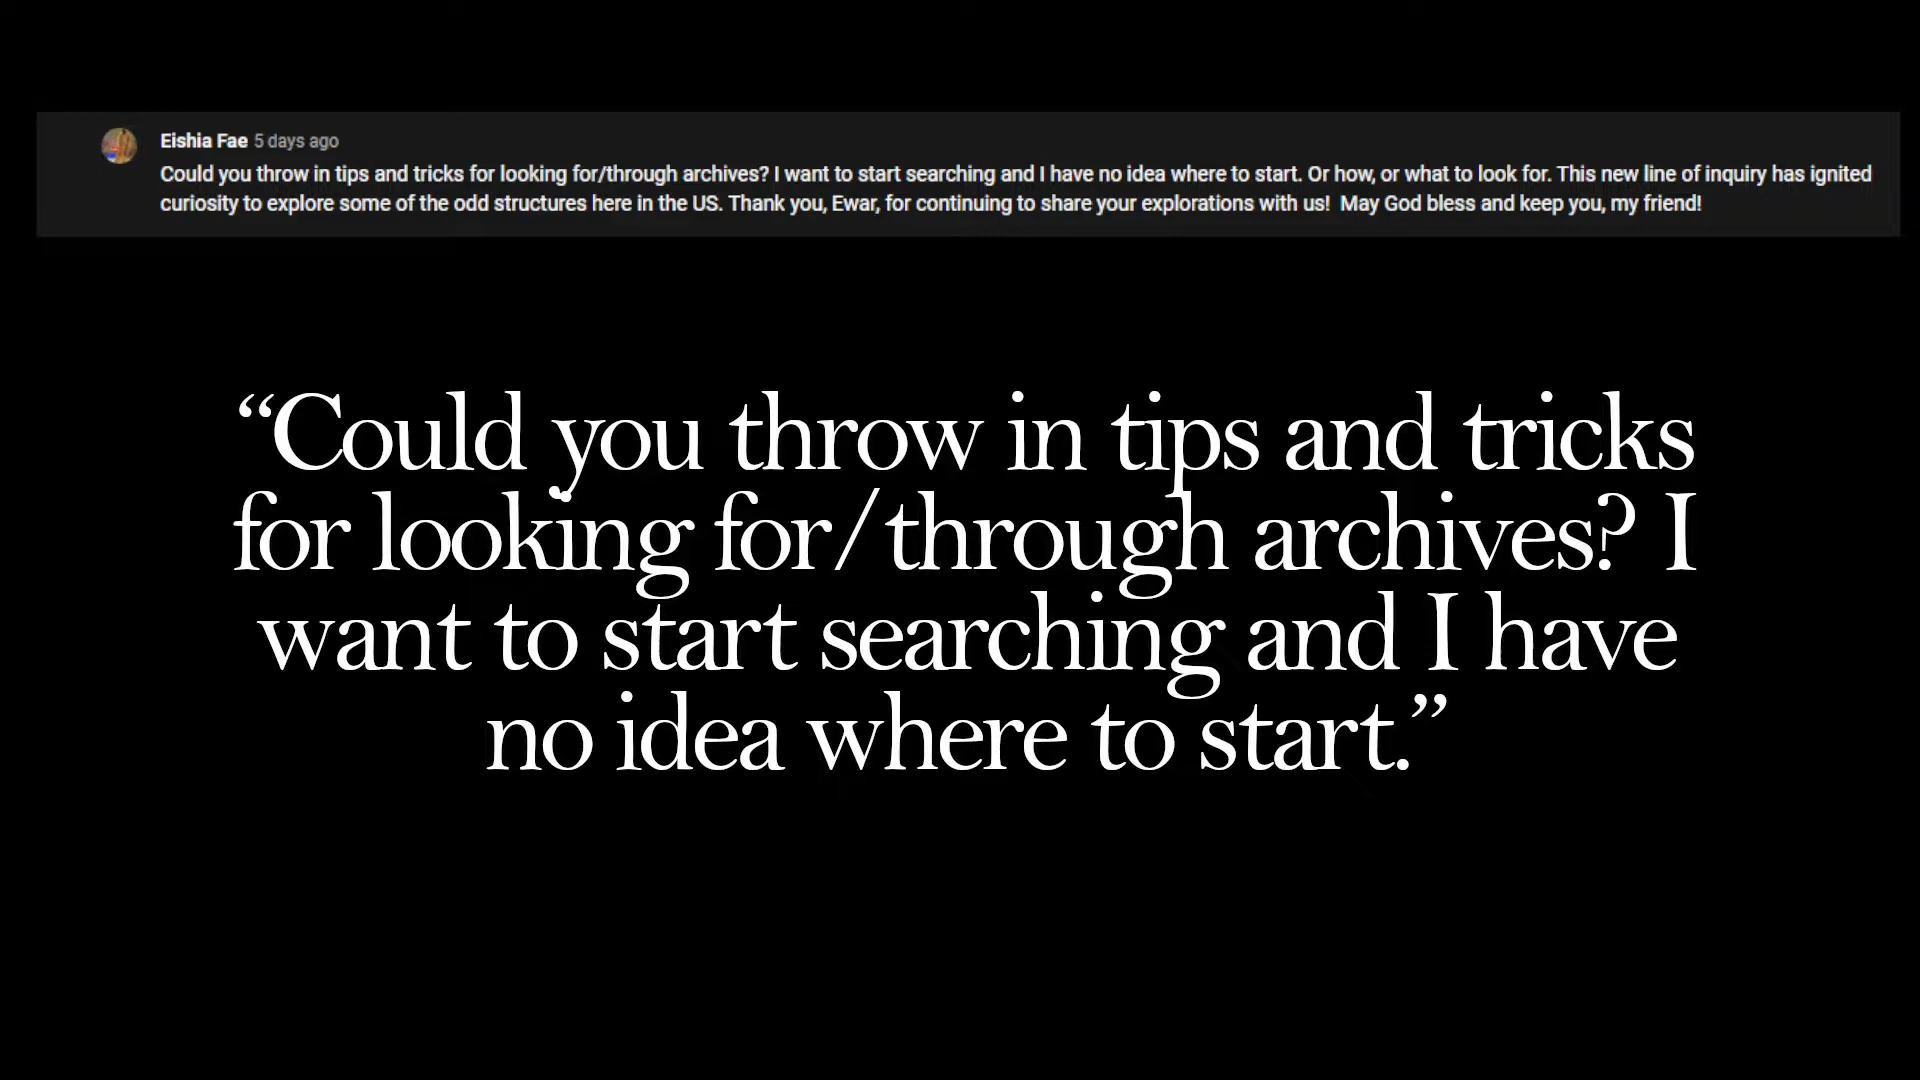 Eishia Fae 5 days ago
Could you throw in tips and tricks for looking for/through archives? I want to start searching and I have no idea where to start. Or how, or what to look for. This new line of inquiry has ignited
curiosity to explore some of the odd structures here in the US. Thank you, Ewar, for continuing to share your explorations with us!  May God bless and keep you, my friend!
“Could you throw in tips and tricks
for looking for/through archives? I
want to start searching and I have
no idea where to start.”